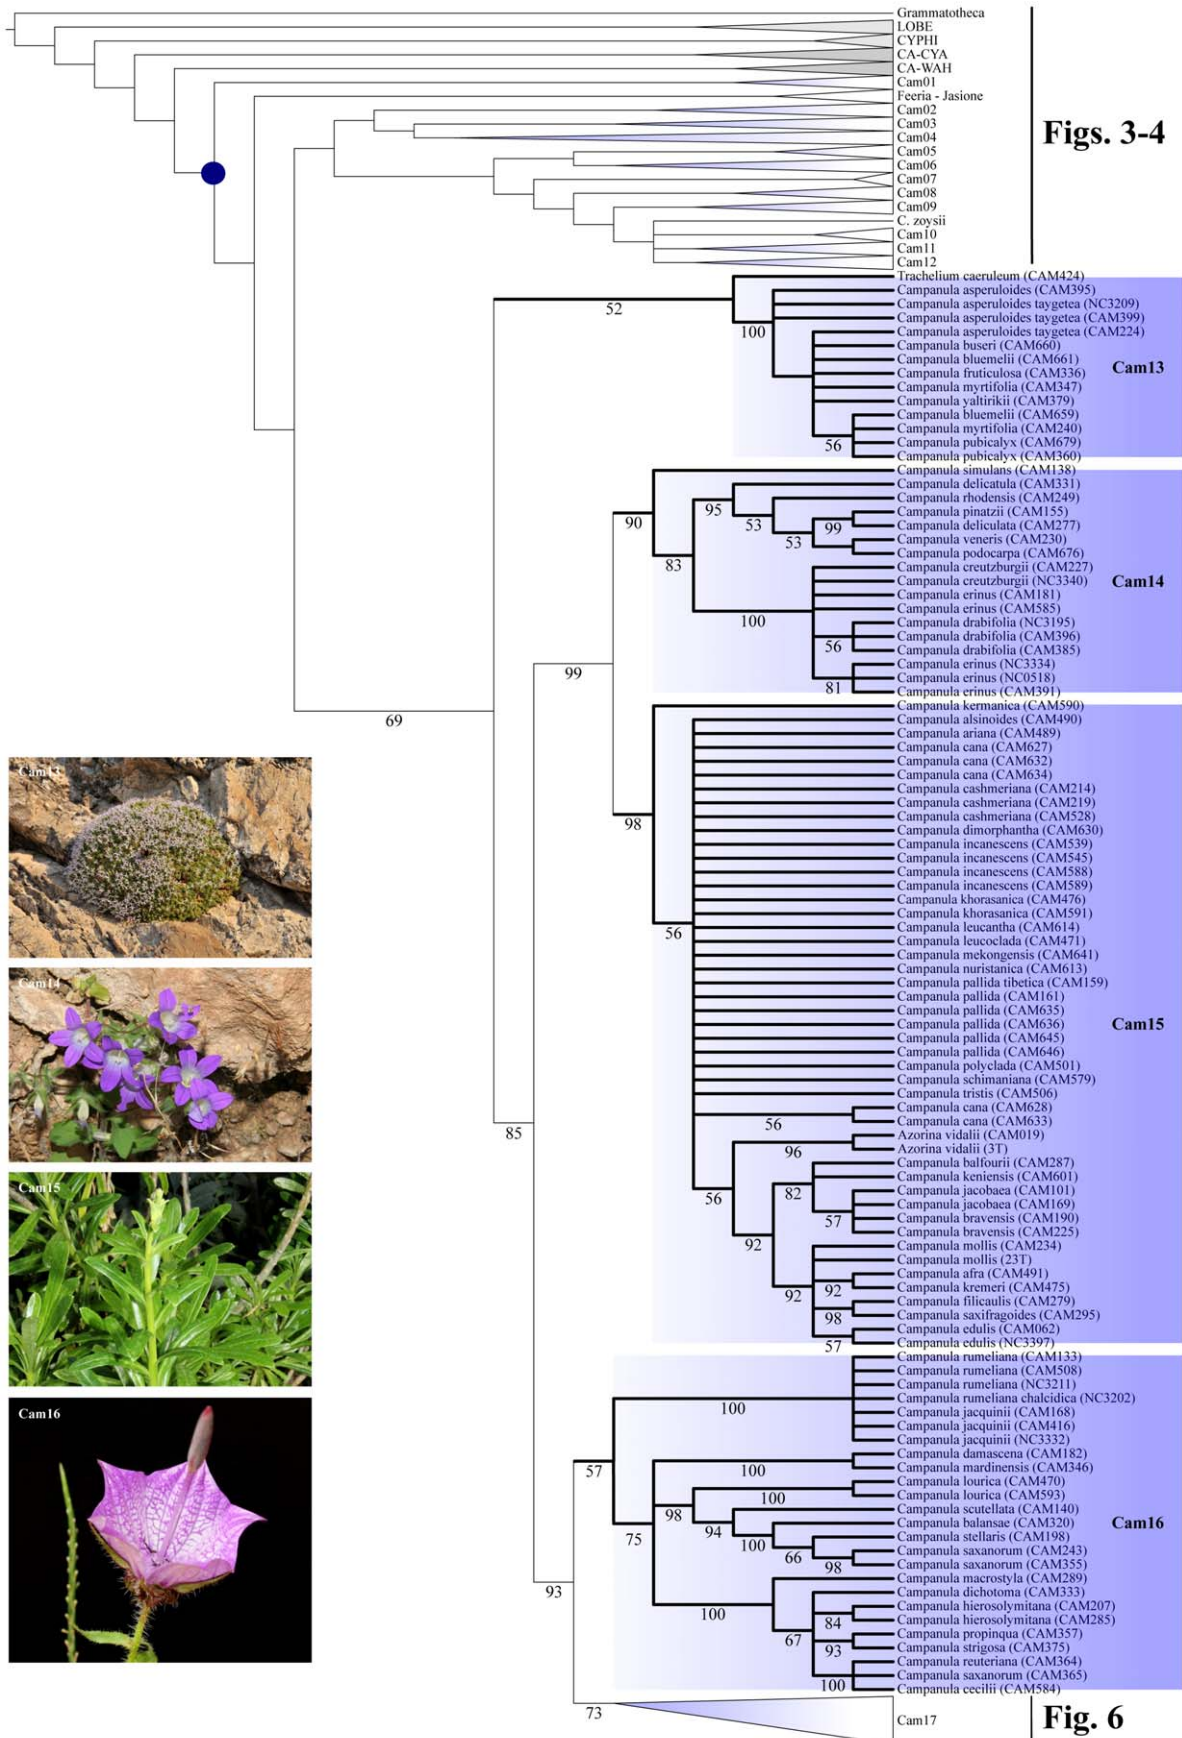 Grammatotheca
LOBE
CYPHI
CA-CYA
CA-WAH
Cam01
Feeria - Jasione
Cam02
Cam03
Cam04
Cam05
Cam06
Cam07
Cam08
Cam09
C. zoysii
Cam10
Cam11
Cam12
Figs. 3-4
Trachelium caeruleum (CAM424)
Campanula asperuloides (CAM395)
Campanula asperuloides taygetea (NC3209)
Campanula asperuloides taygetea (CAM399)
Campanula asperuloides taygetea (CAM224)
Campanula buseri (CAM660)
Campanula bluemelii (CAM661)
Campanula fruticulosa (CAM336)
Campanula myrtifolia (CAM347)
Campanula yaltirikii (CAM379)
Campanula bluemelii (CAM659)
Campanula myrtifolia (CAM240)
Campanula pubicalyx (CAM679)
Campanula pubicalyx (CAM360)
Cam13
52
100
56
Campanula simulans (CAM138)
Campanula delicatula (CAM331)
Campanula rhodensis (CAM249)
Campanula pinatzii (CAM155)
Campanula deliculata (CAM277)
Campanula veneris (CAM230)
Campanula podocarpa (CAM676)
Campanula creutzburgii (CAM227)
Campanula creutzburgii (NC3340)
Campanula erinus (CAM181)
Campanula erinus (CAM585)
Campanula drabifolia (NC3195)
Campanula drabifolia (CAM396)
Campanula drabifolia (CAM385)
Campanula erinus (NC3334)
Campanula erinus (NC0518)
Campanula erinus (CAM391)
Cam14
90
95
53
53
99
83
100
56
81
99
69
Campanula kermanica (CAM590)
Campanula alsinoides (CAM490)
Campanula ariana (CAM489)
Campanula cana (CAM627)
Campanula cana (CAM632)
Campanula cana (CAM634)
Campanula cashmeriana (CAM214)
Campanula cashmeriana (CAM219)
Campanula cashmeriana (CAM528)
Campanula dimorphantha (CAM630)
Campanula incanescens (CAM539)
Campanula incanescens (CAM545)
Campanula incanescens (CAM588)
Campanula incanescens (CAM589)
Campanula khorasanica (CAM476)
Campanula khorasanica (CAM591)
Campanula leucantha (CAM614)
Campanula leucoclada (CAM471)
Campanula mekongensis (CAM641)
Campanula nuristanica (CAM613)
Campanula pallida tibetica (CAM159)
Campanula pallida (CAM161)
Campanula pallida (CAM635)
Campanula pallida (CAM636)
Campanula pallida (CAM645)
Campanula pallida (CAM646)
Campanula polyclada (CAM501)
Campanula schimaniana (CAM579)
Campanula tristis (CAM506)
Campanula cana (CAM628)
Campanula cana (CAM633)
Azorina vidalii (CAM019)
Azorina vidalii (3T)
Campanula balfourii (CAM287)
Campanula keniensis (CAM601)
Campanula jacobaea (CAM101)
Campanula jacobaea (CAM169)
Campanula bravensis (CAM190)
Campanula bravensis (CAM225)
Campanula mollis (CAM234)
Campanula mollis (23T)
Campanula afra (CAM491)
Campanula kremeri (CAM475)
Campanula filicaulis (CAM279)
Campanula saxifragoides (CAM295)
Campanula edulis (CAM062)
Campanula edulis (NC3397)
Cam15
98
56
56
96
56
82
57
92
92
92
98
57
85
Campanula rumeliana (CAM133)
Campanula rumeliana (CAM508)
Campanula rumeliana (NC3211)
Campanula rumeliana chalcidica (NC3202)
Campanula jacquinii (CAM168)
Campanula jacquinii (CAM416)
Campanula jacquinii (NC3332)
Campanula damascena (CAM182)
Campanula mardinensis (CAM346)
Campanula lourica (CAM470)
Campanula lourica (CAM593)
Campanula scutellata (CAM140)
Campanula balansae (CAM320)
Campanula stellaris (CAM198)
Campanula saxanorum (CAM243)
Campanula saxanorum (CAM355)
Campanula macrostyla (CAM289)
Campanula dichotoma (CAM333)
Campanula hierosolymitana (CAM207)
Campanula hierosolymitana (CAM285)
Campanula propinqua (CAM357)
Campanula strigosa (CAM375)
Campanula reuteriana (CAM364)
Campanula saxanorum (CAM365)
Campanula cecilii (CAM584)
Cam16
57
100
100
100
75
98
94
100
66
98
100
67
84
93
100
93
73
Cam17
Fig. 6
Cam13
Cam14
Cam15
Cam16